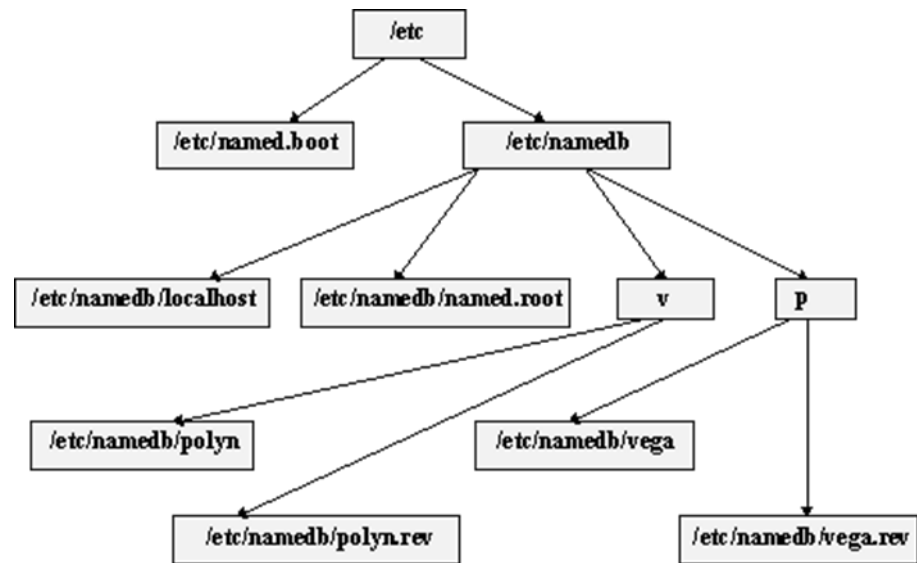 /etc
/etc/named.boot
/etc/namedb
/etc/namedb/localhost
/etc/namedb/named.root
v
p
/etc/namedb/polyn
/etc/namedb/vega
/etc/namedb/polyn.rev
/etc/namedb/vega.rev